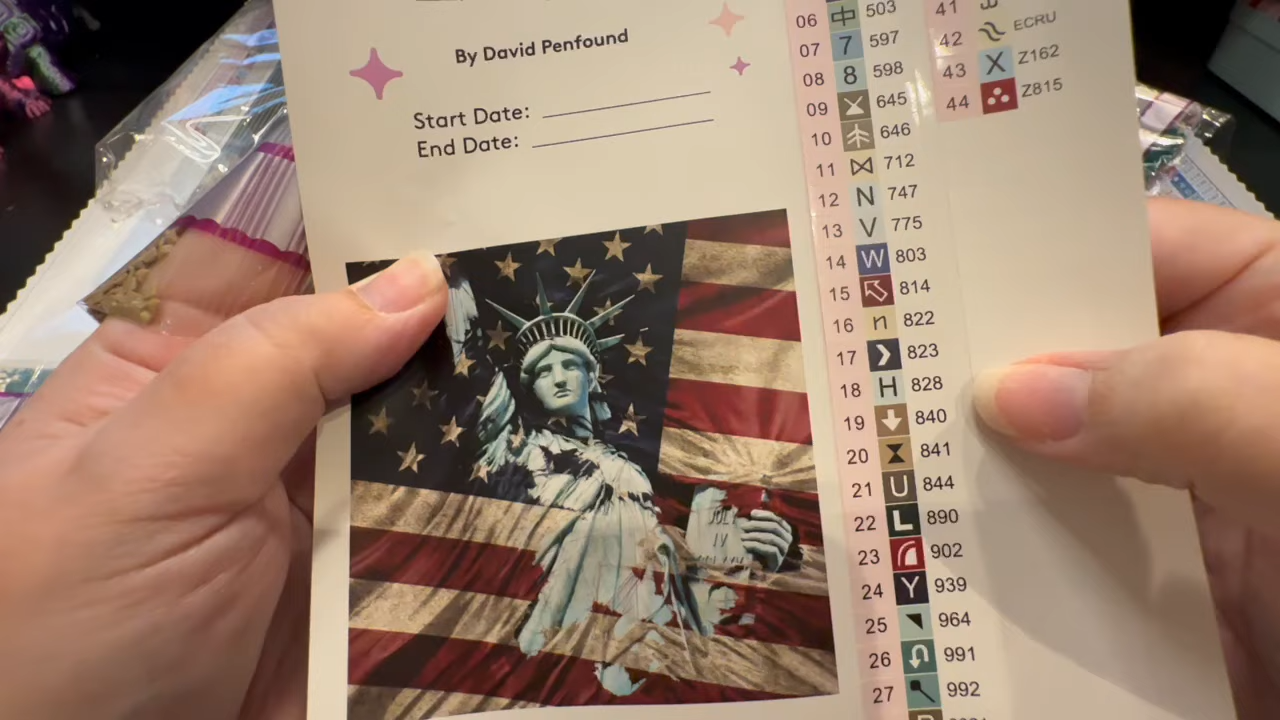 By David Penfound
Start Date:
End Date:
06 中 503
07 7 597
08 8 598
09 645
10 646
11 712
12 N 747
13 V 775
14 W 803
15 814
16 n 822
17 823
18 H 828
19 840
20 841
21 U 844
22 L 890
23 902
24 Y 939
25 964
26 991
27 992
41
42 ECRU
43 X Z162
44 Z815
JUL
IV